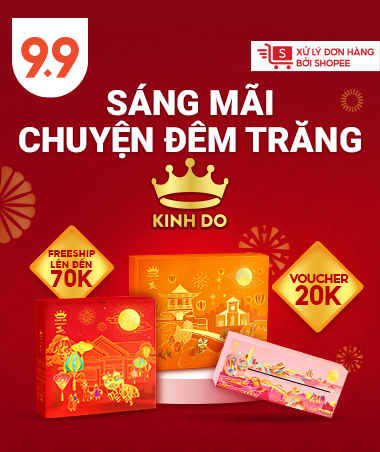 9.9
S
XỬ LÝ ĐƠN HÀNG
BỞI SHOPEE
SÁNG MÃI
CHUYỆN ĐÊM TRĂNG
KINH DO
FREESHIP
LÊN ĐẾN
70K
VOUCHER
20K